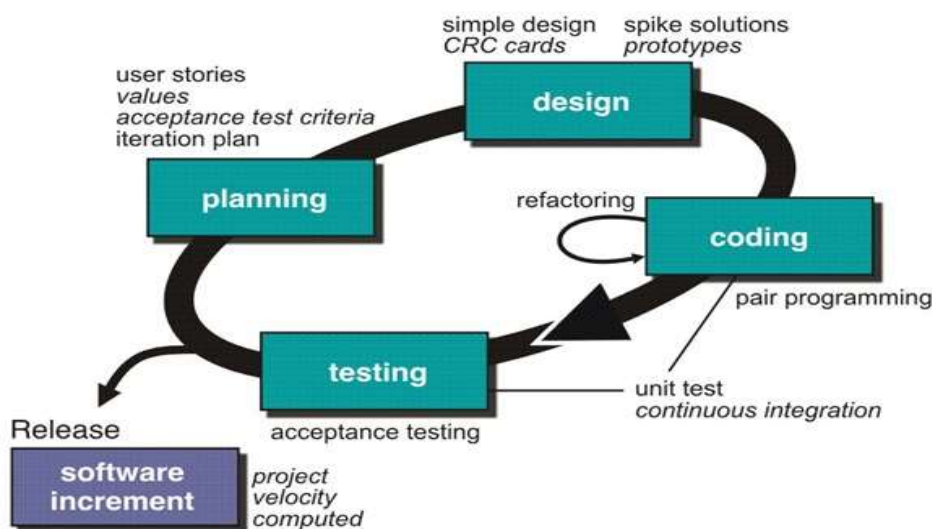 simple design
CRC cards
spike solutions
prototypes
design
user stories
values
acceptance test criteria
iteration plan
planning
refactoring
coding
pair programming
testing
acceptance testing
unit test
continuous integration
Release
software
increment
project
velocity
computed